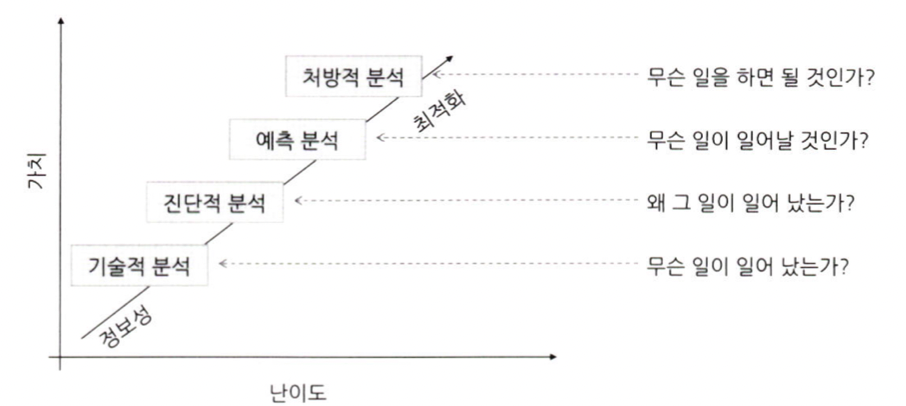 처방적 분석
무슨 일을 하면 될 것인가?
최적화
예측 분석
무슨 일이 일어날 것인가?
가치
진단적 분석
왜 그 일이 일어 났는가?
기술적 분석
무슨 일이 일어 났는가?
정보성
난이도